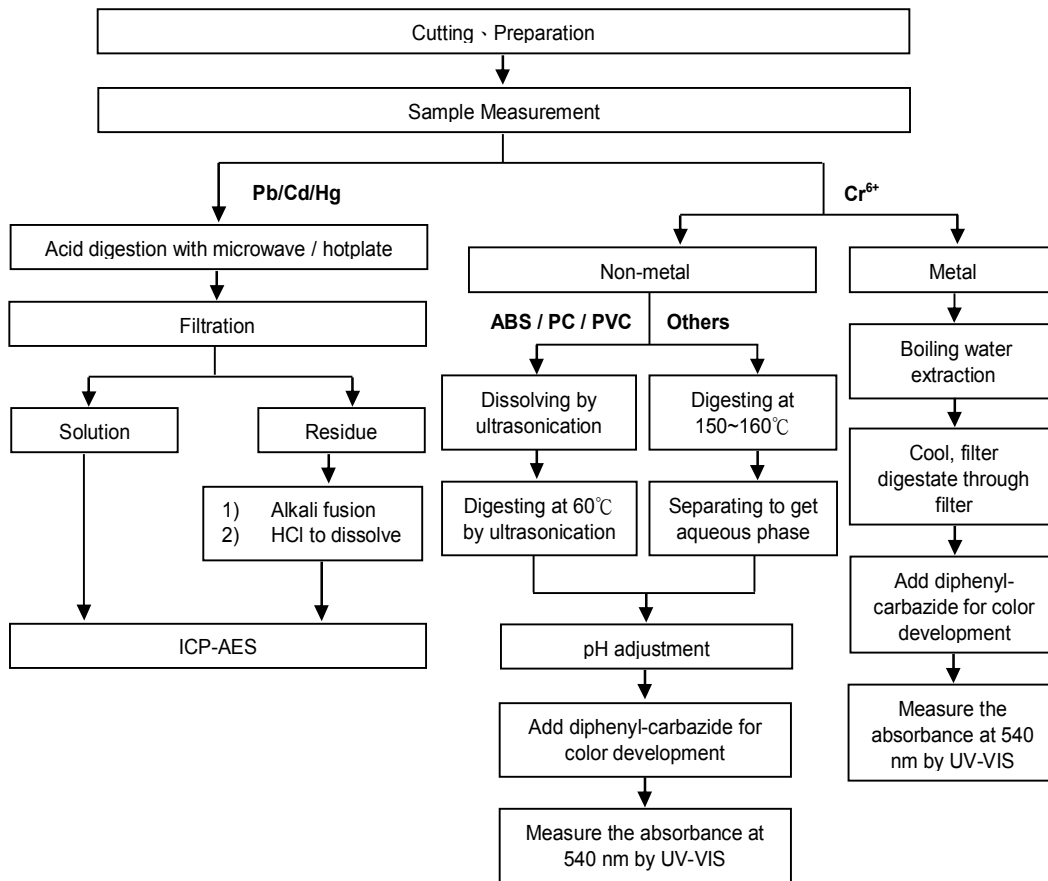 Cutting、Preparation
Sample Measurement
Pb/Cd/Hg
Acid digestion with microwave / hotplate
Filtration
Solution
Residue
1) Alkali fusion
2) HCl to dissolve
ICP-AES
Cr⁶⁺
Non-metal
ABS / PC / PVC
Others
Dissolving by
ultrasonication
Digesting at 60℃
by ultrasonication
Digesting at
150~160℃
Separating to get
aqueous phase
pH adjustment
Add diphenyl-carbazide for
color development
Measure the absorbance at
540 nm by UV-VIS
Metal
Boiling water
extraction
Cool, filter
digestate through
filter
Add diphenyl-
carbazide for color
development
Measure the
absorbance at 540
nm by UV-VIS